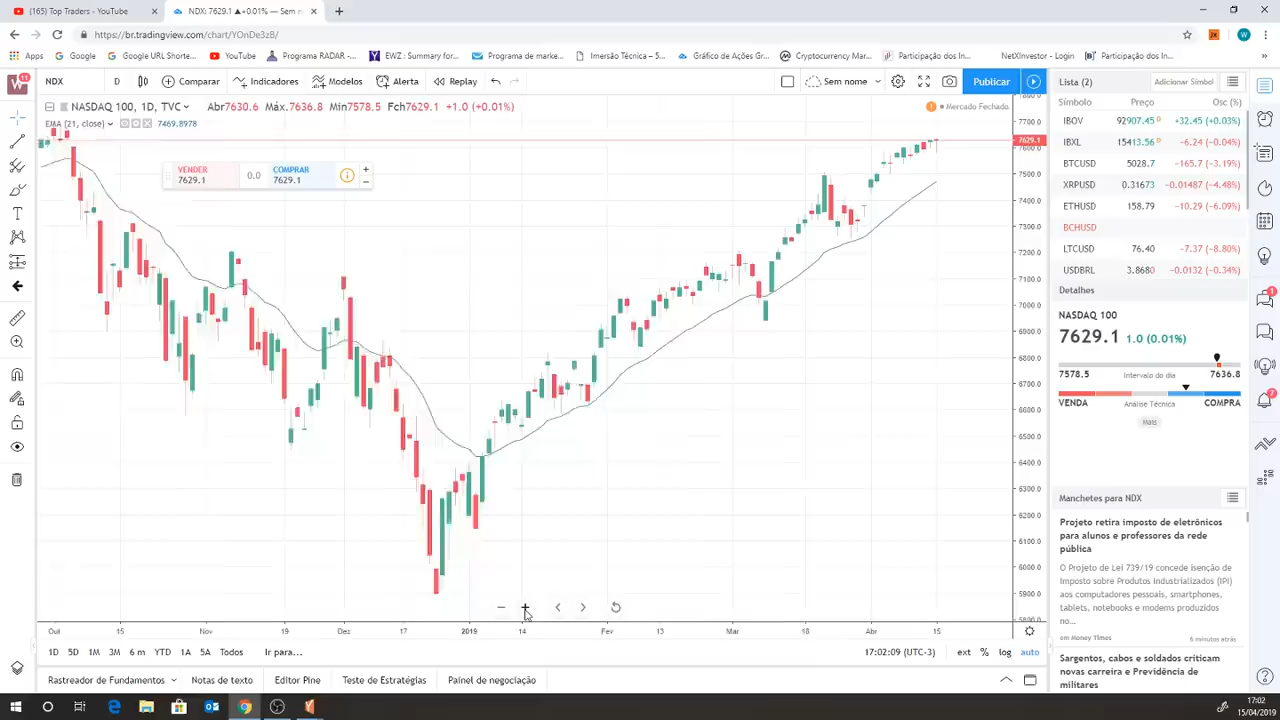 (165) Top Traders - YouTube
NDX: 7629.1 ▲+0.01% — Sem n
https://br.tradingview.com/chart/YOnDe3zB/
Apps
Google
Google URL Shorte...
YouTube
Programa RADAR -...
EWZ : Summary for...
Programa de marke...
Imersão Técnica – 5...
Gráfico de Ações Gr...
Cryptocurrency Mar...
Participação dos In...
NetXInvestor - Login
Participação dos In...
»
11
NDX
D
Comparar
Indicadores
Modelos
Alerta
Replay
Sem nome
Publicar
NASDAQ 100, 1D, TVC
Abr7630.6 Máx.7636.8 Mín7578.5 Fch7629.1 +1.0 (+0.01%)
Mercado Fechado
EMA (21, close)
7469.8978
VENDER
7629.1
0.0
COMPRAR
7629.1
7800.0
7700.0
7629.1
7600.0
7500.0
7400.0
7300.0
7200.0
7100.0
7000.0
6900.0
6800.0
6700.0
6600.0
6500.0
6400.0
6300.0
6200.0
6100.0
6000.0
5900.0
5800.0
Out
15
Nov
19
Dez
17
2019
14
Fev
13
Mar
18
Abr
15
1D 5D 1M 3M 6 m YTD 1A 5A Todos
Ir para...
17:02:09 (UTC-3)
ext % log auto
Rastreador de Fundamentos
Notas de texto
Editor Pine
Teste de Estratégias
Painel de negociação
Lista (2)
Adicionar Símbol
Símbolo Preço Osc (%)
IBOV 92907.45 +32.45 (+0.03%)
IBXL 15413.56 -6.24 (-0.04%)
BTCUSD 5028.7 -165.7 (-3.19%)
XRPUSD 0.31673 -0.01487 (-4.48%)
ETHUSD 158.79 -10.29 (-6.09%)
BCHUSD
LTCUSD 76.40 -7.37 (-8.80%)
USDBRL 3.8680 -0.0132 (-0.34%)
Detalhes
NASDAQ 100
7629.1 1.0 (0.01%)
7578.5 Intervalo do dia 7636.8
VENDA Análise Técnica COMPRA
Mais
Manchetes para NDX
Projeto retira imposto de eletrônicos
para alunos e professores da rede
pública
O Projeto de Lei 739/19 concede isenção de
Imposto sobre Produtos Industrializados (IPI)
aos computadores pessoais, smartphones,
tablets, notebooks e modems produzidos
no...
em Money Times
6 minutos atrás
Sargentos, cabos e soldados criticam
novas carreira e Previdência de
militares
1
7
17:02
15/04/2019